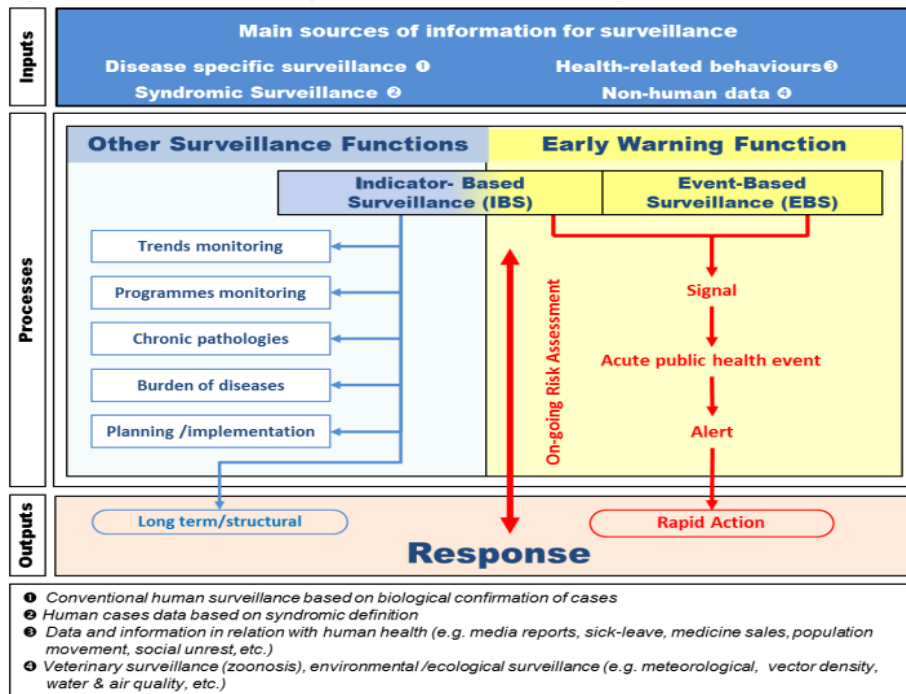 Inputs
Main sources of information for surveillance
Disease specific surveillance ❶
Health-related behaviours❸
Syndromic Surveillance ❷
Non-human data ❹
Processes
Other Surveillance Functions
Early Warning Function
Indicator- Based
Surveillance (IBS)
Event-Based
Surveillance (EBS)
Trends monitoring
Programmes monitoring
Chronic pathologies
Burden of diseases
Planning /implementation
On-going Risk Assessment
Signal
Acute public health event
Alert
Outputs
Long term/structural
Rapid Action
Response
❶ Conventional human surveillance based on biological confirmation of cases
❷ Human cases data based on syndromic definition
❸ Data and information in relation with human health (e.g. media reports, sick-leave, medicine sales, population
movement, social unrest, etc.)
❹ Veterinary surveillance (zoonosis), environmental /ecological surveillance (e.g. meteorological, vector density,
water & air quality, etc.)